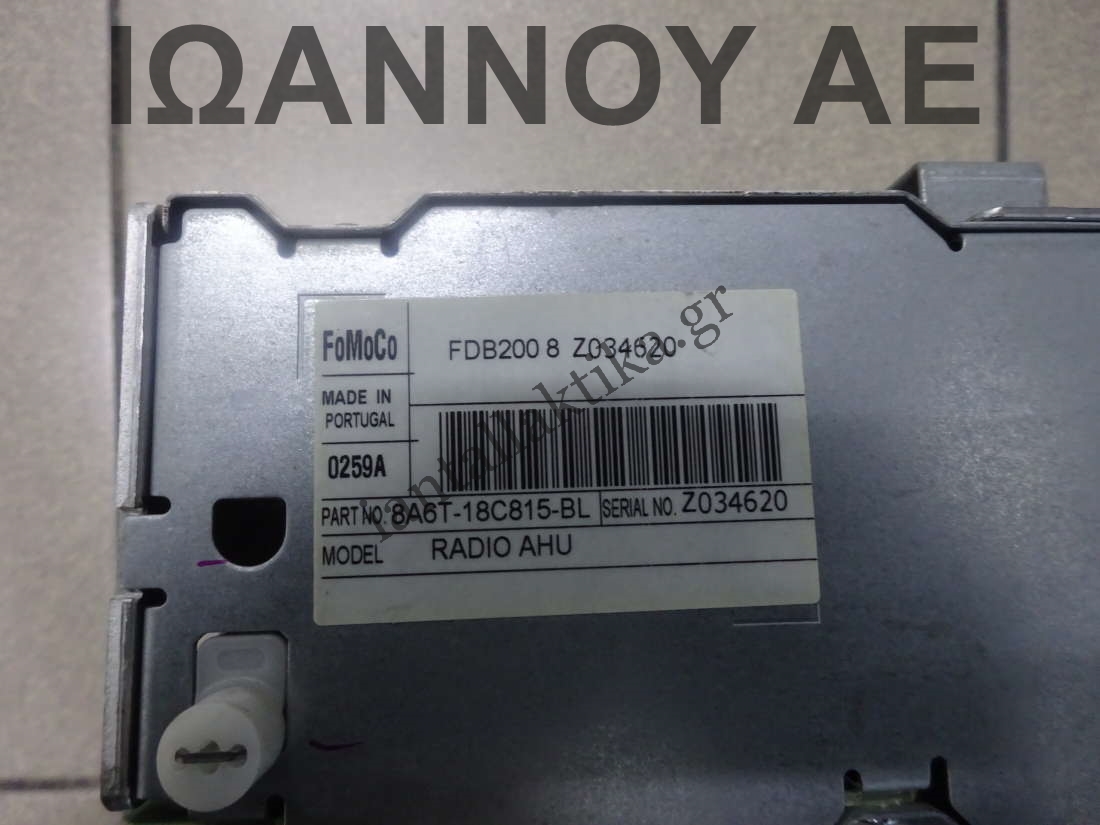 ΙΩΑΝΝΟΥ ΑΕ
FoMoCo
FDB200 8 Z034620
MADE IN
PORTUGAL
0259A
PART NO. 8A6T-18C815-BL SERIAL NO. Z034620
MODEL RADIO AHU
iantallaktika.gr